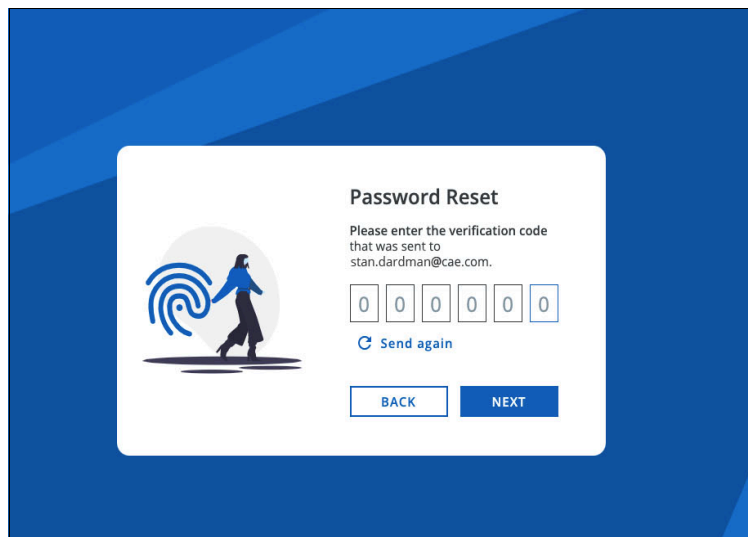 Password Reset
Please enter the verification code
that was sent to
stan.dardman@cae.com.
0 0 0 0 0 0
Send again
BACK NEXT